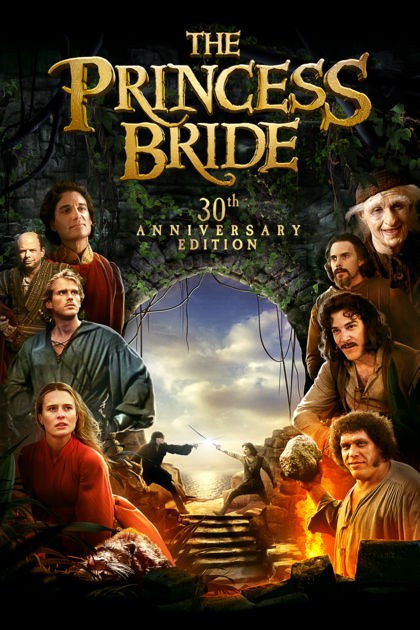 THE
PRINCESS
BRIDE
30th
ANNIVERSARY
EDITION